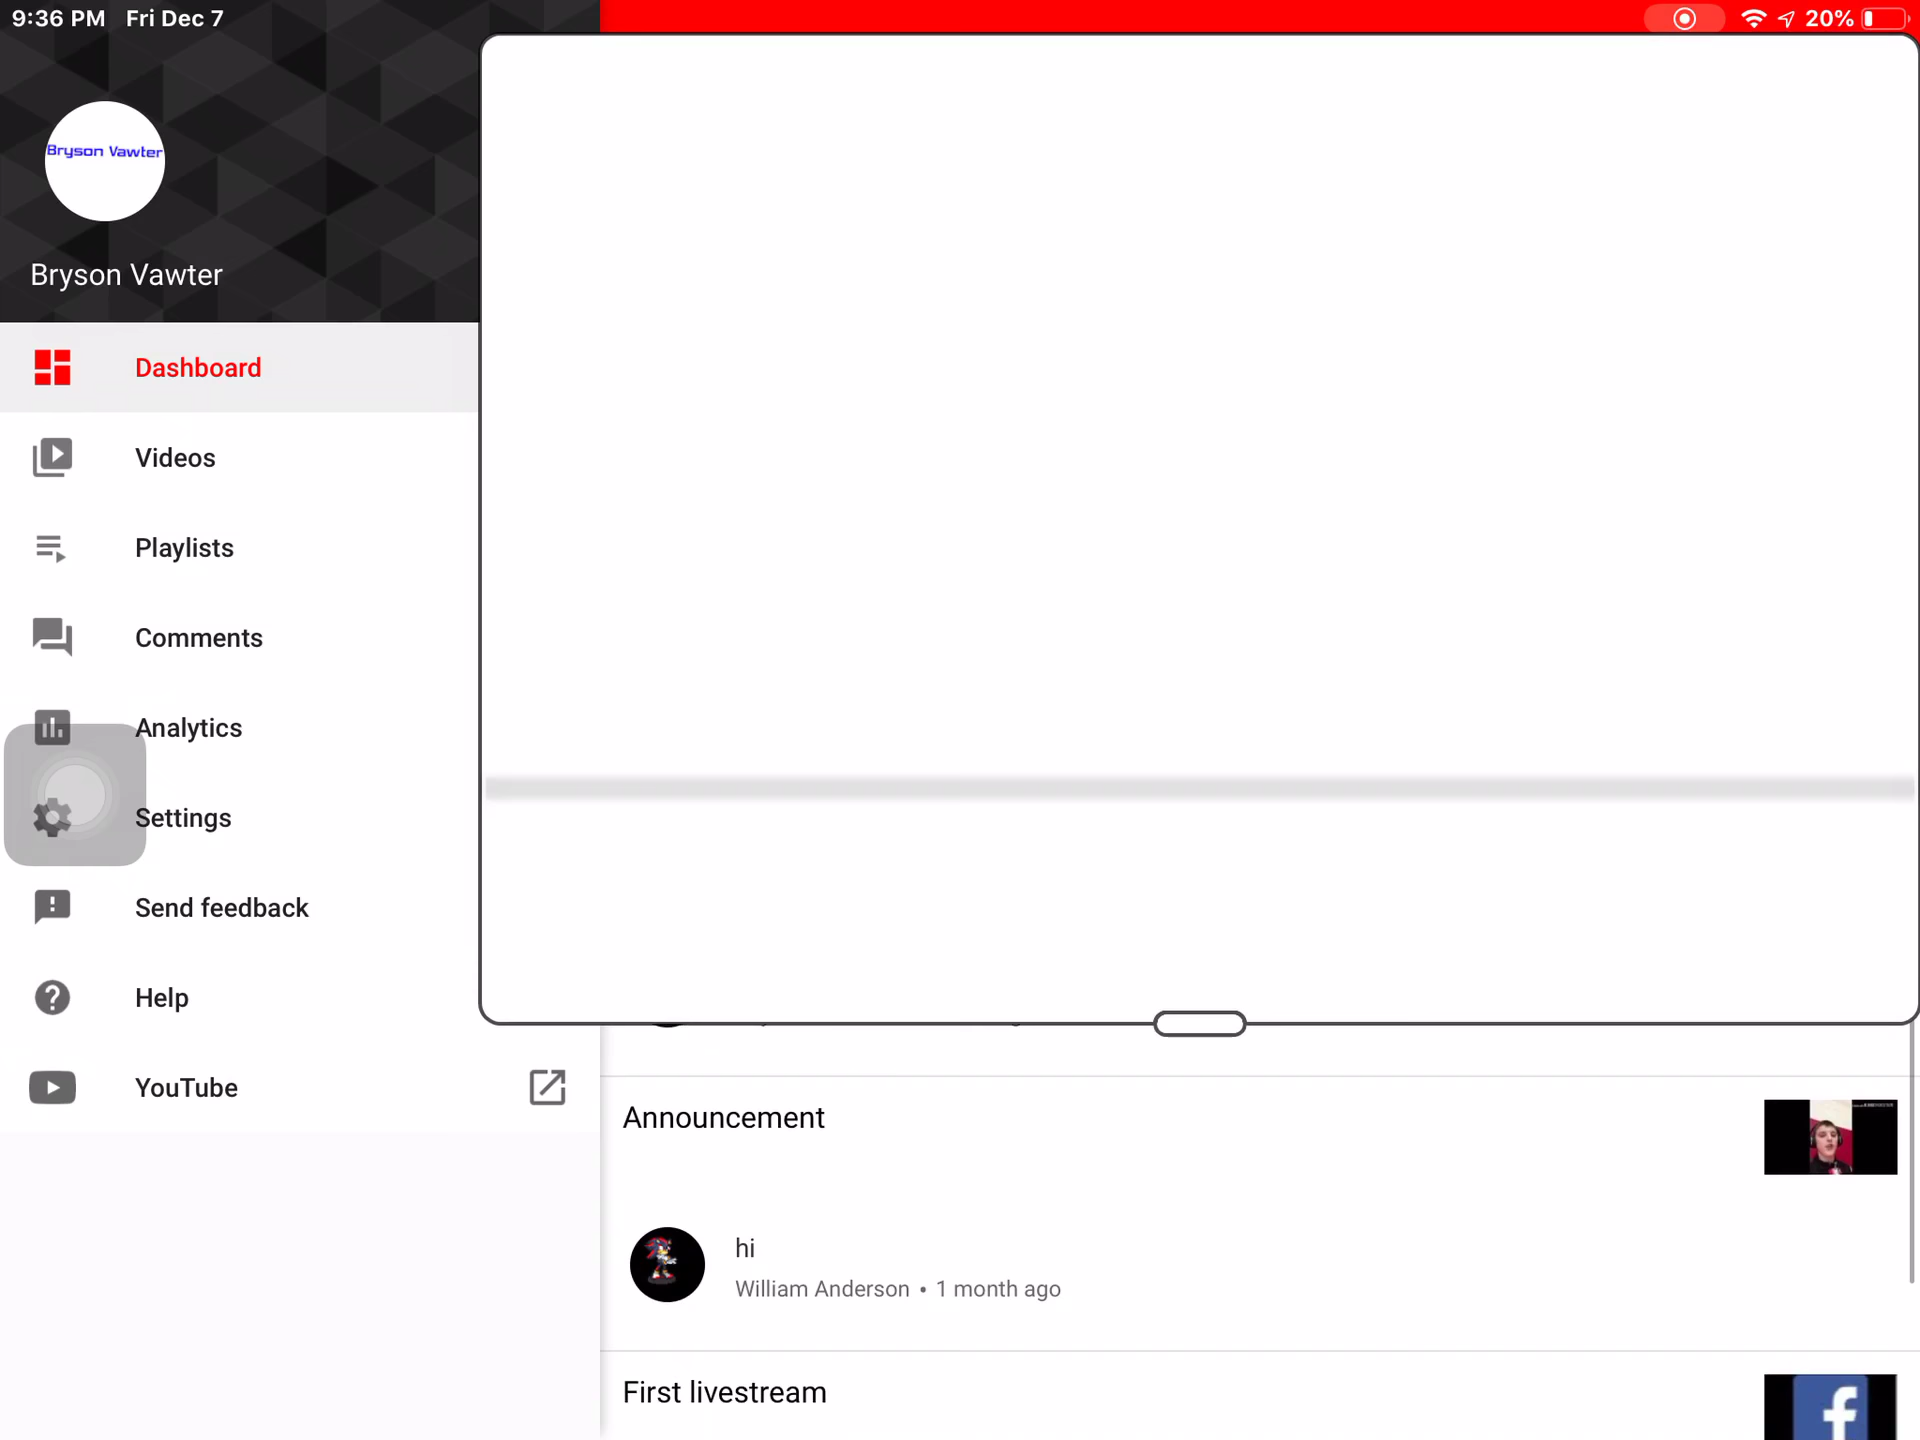 9:36 PM Fri Dec 7
20%
Bryson Vawter
Bryson Vawter
Dashboard
Videos
Playlists
Comments
Analytics
Settings
Send feedback
Help
YouTube
Announcement
hi
William Anderson • 1 month ago
First livestream